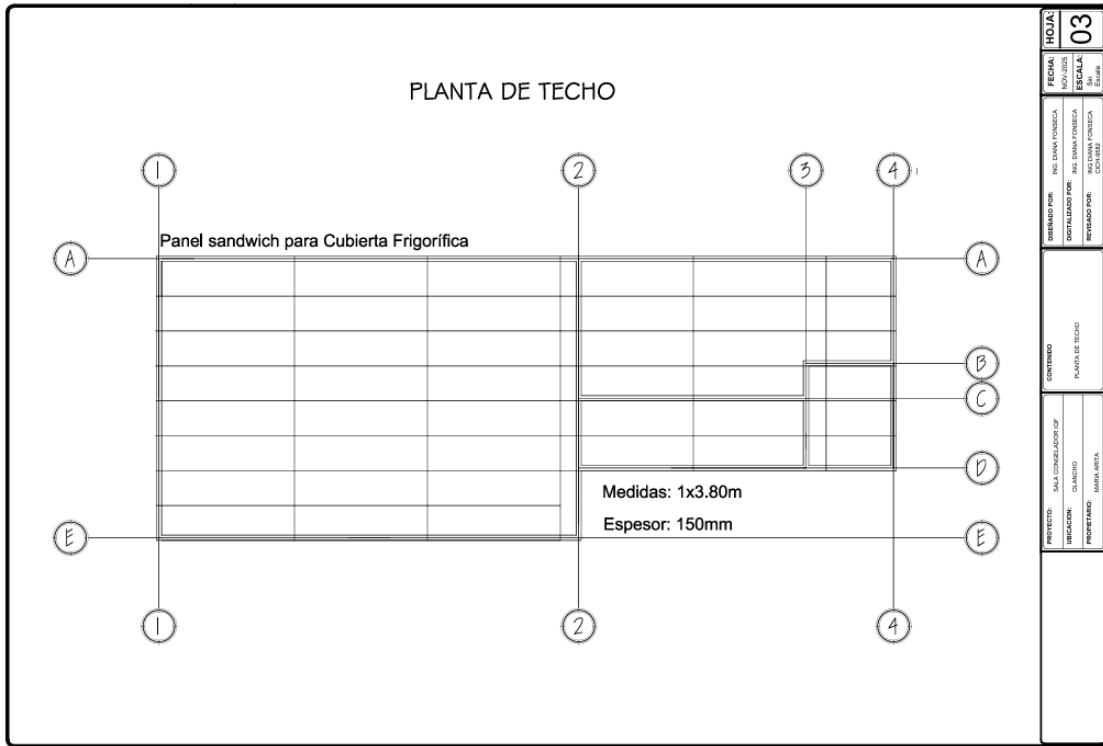 PLANTA DE TECHO
1
2
3
4
Panel sandwich para Cubierta Frigorífica
A
A
B
C
D
Medidas: 1x3.80m
Espesor: 150mm
E
E
1
2
4
HOJA:
03
FECHA:
NOV-2025
ESCALA:
Sin
Escala
DISEÑADO POR:
ING. DIANA FONSECA
DIGITALIZADO POR:
ING. DIANA FONSECA
REVISADO POR:
ING DIANA FONSECA
CONTENIDO
PLANTA DE TECHO
PROYECTO:
SALA CONGELADOR IQF
UBICACION:
OLANCHO
PROPIETARIO:
MARIA ARITA